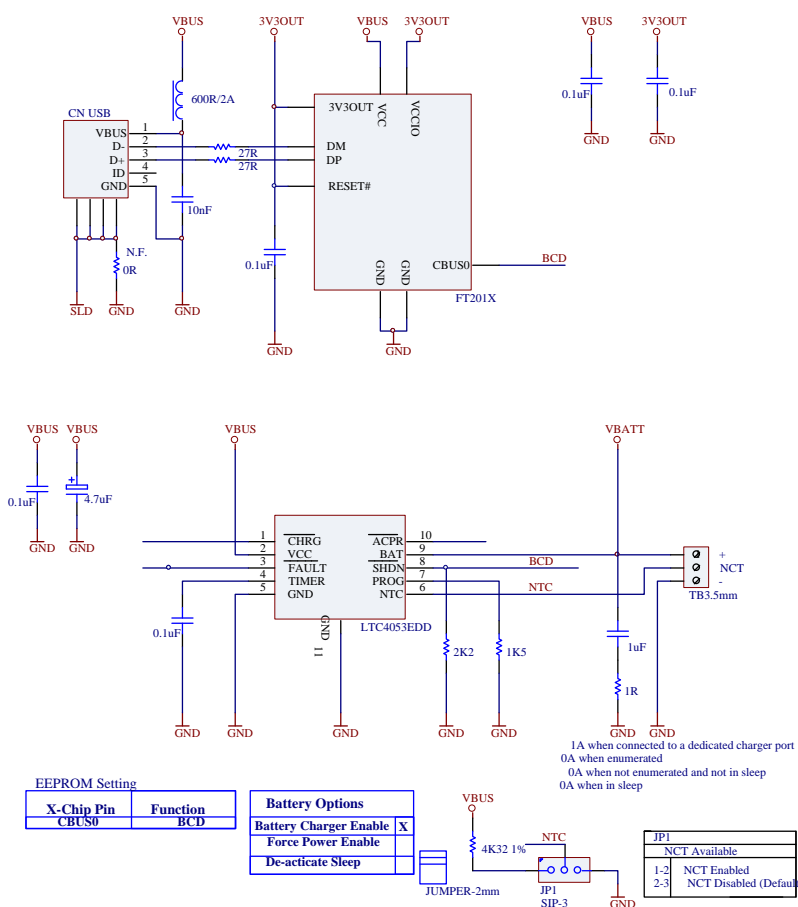 VBUS
3V3OUT
VBUS
3V3OUT
VBUS
3V3OUT
600R/2A
0.1uF
0.1uF
GND
GND
CN USB
VBUS 1
D- 2
D+ 3
ID 4
GND 5
27R
27R
3V3OUT
VCC
VCCIO
DM
DP
RESET#
CBUS0
BCD
GND
GND
FT201X
10nF
N.F.
0R
0.1uF
SLD
GND
GND
GND
GND
VBUS
VBUS
VBUS
VBATT
0.1uF
+
4.7uF
GND
GND
1 CHRG
2 VCC
3 FAULT
4 TIMER
5 GND
ACPR 10
BAT 9
SHDN 8
PROG 7
NTC 6
GND
11
LTC4053EDD
BCD
NTC
+
NCT
-
TB3.5mm
0.1uF
2K2
1K5
1uF
1R
GND
GND
GND
GND
GND
GND
GND
1A when connected to a dedicated charger port
0A when enumerated
0A when not enumerated and not in sleep
0A when in sleep
EEPROM Setting
X-Chip Pin Function
CBUS0 BCD
Battery Options
Battery Charger Enable X
Force Power Enable
De-acticate Sleep
JUMPER-2mm
VBUS
4K32 1%
NTC
JP1
SIP-3
GND
JP1
NCT Available
1-2 NCT Enabled
2-3 NCT Disabled (Defaul